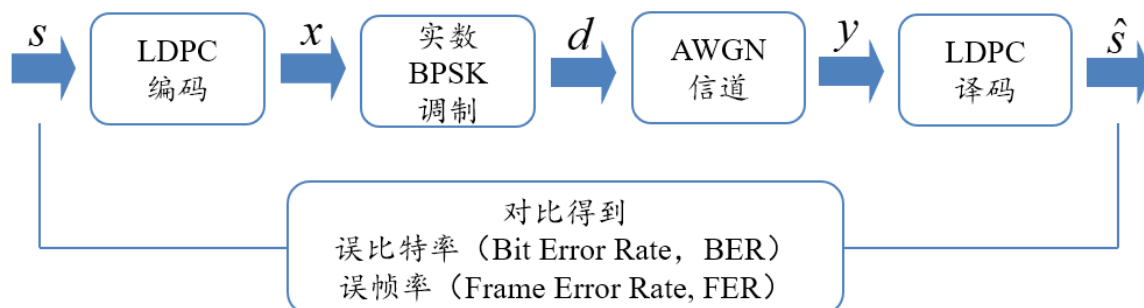 s
LDPC
编码
x
实数
BPSK
调制
d
AWGN
信道
y
LDPC
译码
ŝ
对比得到
误比特率（Bit Error Rate，BER）
误帧率（Frame Error Rate, FER）